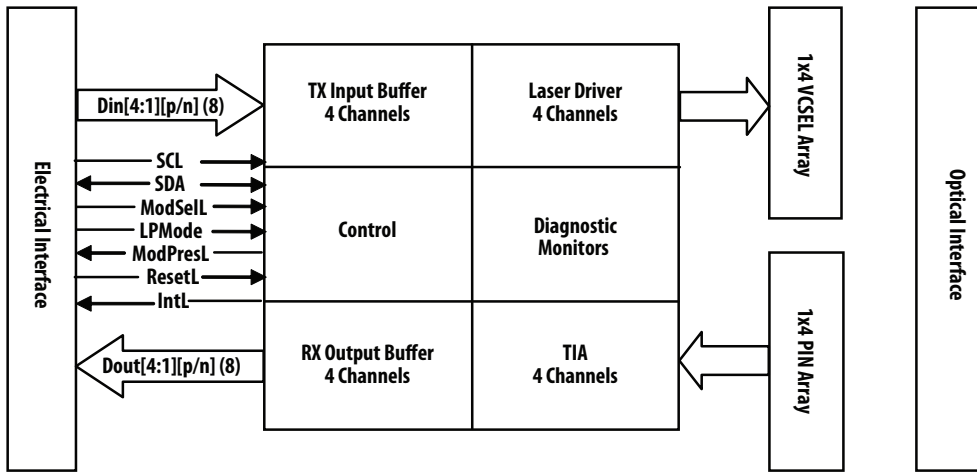 Electrical Interface
Din[4:1][p/n] (8)
SCL
SDA
ModSelL
LPMode
ModPresL
ResetL
IntL
Dout[4:1][p/n] (8)
TX Input Buffer
4 Channels
Laser Driver
4 Channels
Control
Diagnostic
Monitors
RX Output Buffer
4 Channels
TIA
4 Channels
1x4 VCSEL Array
1x4 PIN Array
Optical Interface